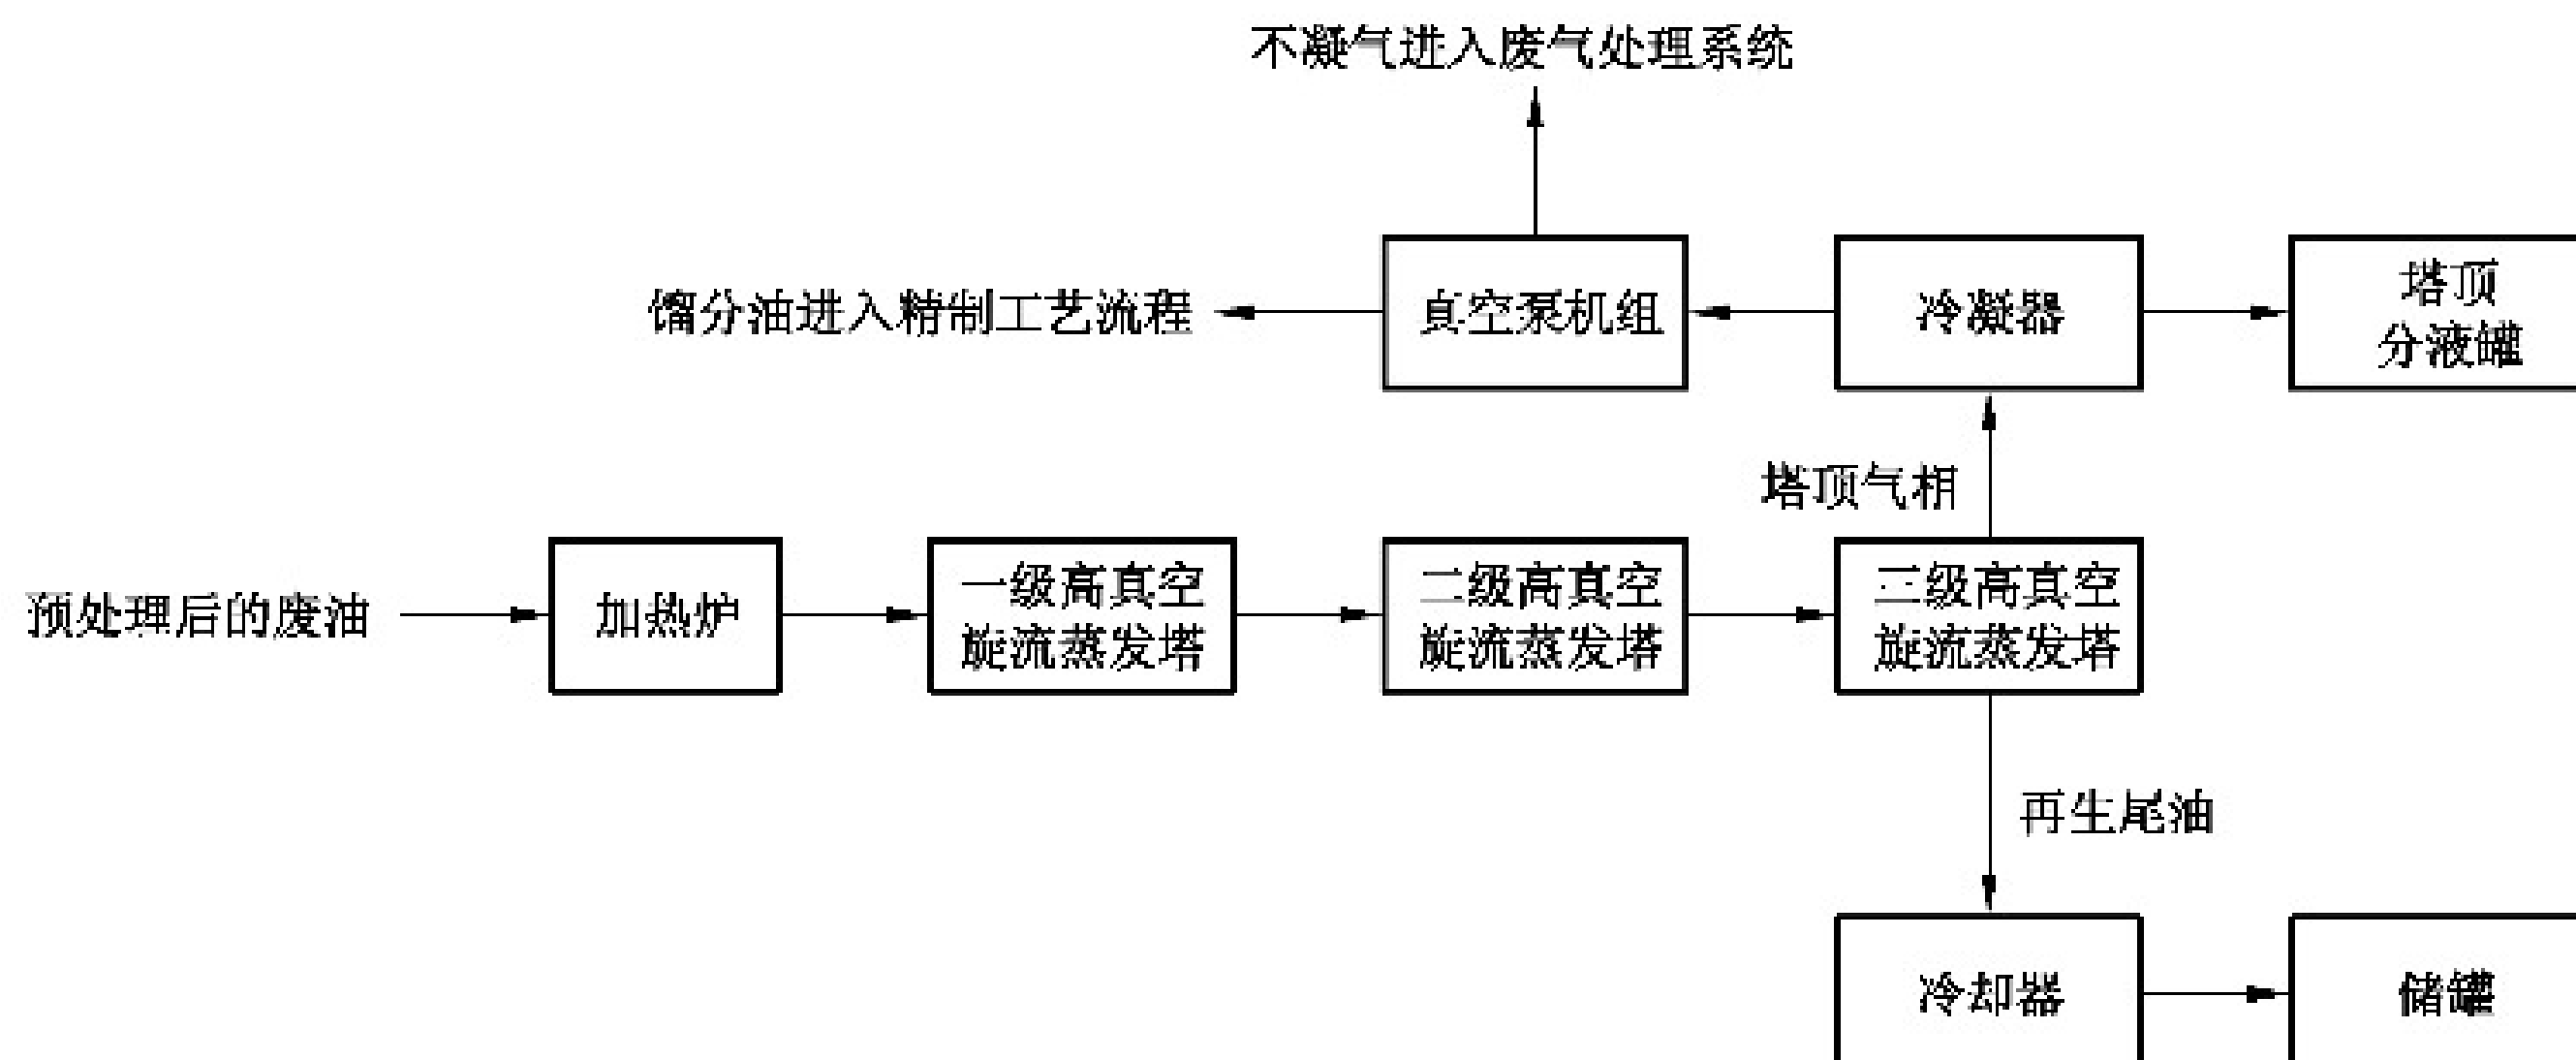 不凝气进入废气处理系统
馏分油进入精制工艺流程
真空泵机组
冷凝器
塔顶
分液罐
塔顶气相
预处理后的废油
加热炉
一级高真空
旋流蒸发塔
二级高真空
旋流蒸发塔
三级高真空
旋流蒸发塔
再生尾油
冷却器
储罐